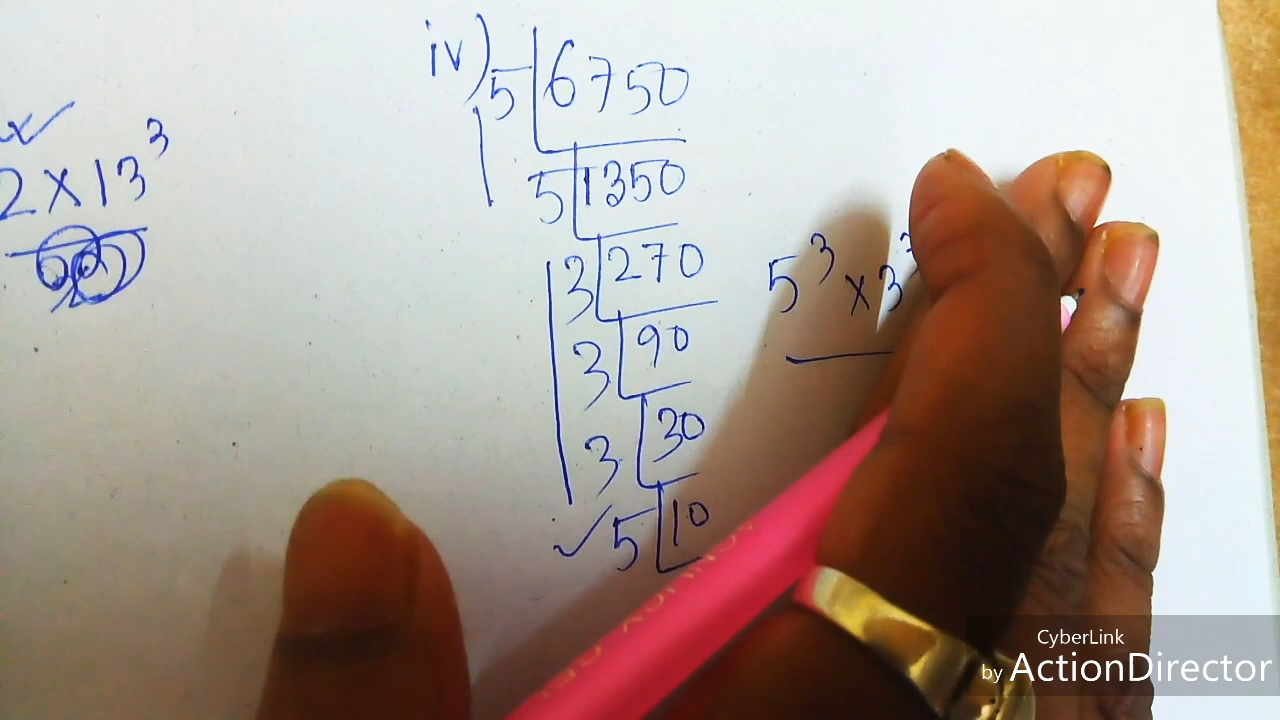 iv) 5 | 6750
5 | 1350
3 | 270
3 | 90
3 | 30
5 | 10
5³ × 3
2 × 13³
CyberLink
by ActionDirector